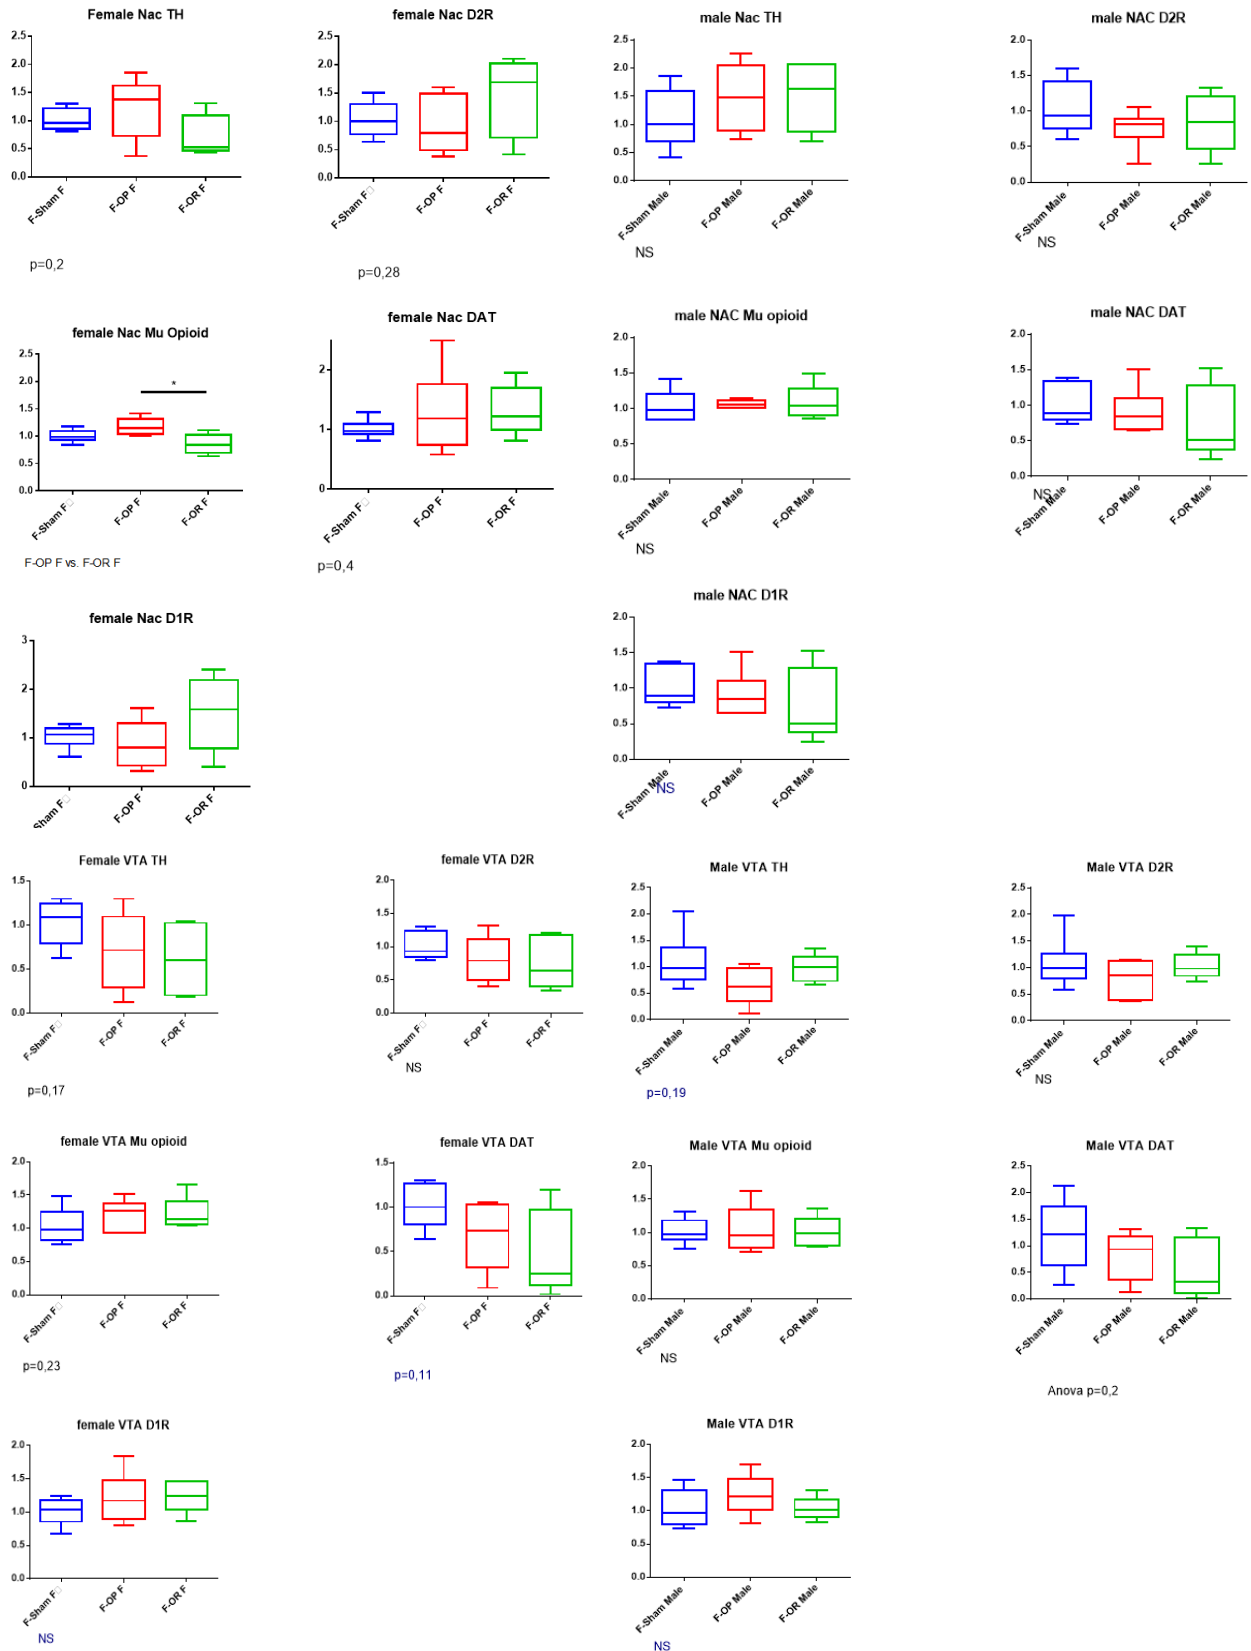 Female Nac TH
2.5
2.0
1.5
1.0
0.5
0.0
F-Sham F
F-OP F
F-OR F
p=0,2
female Nac D2R
2.5
2.0
1.5
1.0
0.5
0.0
F-Sham F□
F-OP F
F-OR F
p=0,28
male Nac TH
2.5
2.0
1.5
1.0
0.5
0.0
F-Sham Male
F-OP Male
F-OR Male
NS
male NAC D2R
2.0
1.5
1.0
0.5
0.0
F-Sham Male
F-OP Male
F-OR Male
NS
female Nac Mu Opioid
2.5
2.0
1.5
1.0
0.5
0.0
*
F-Sham F□
F-OP F
F-OR F
F-OP F vs. F-OR F
female Nac DAT
2
1
0
F-Sham F□
F-OP F
F-OR F
p=0,4
male NAC Mu opioid
2.0
1.5
1.0
0.5
0.0
F-Sham Male
F-OP Male
F-OR Male
NS
male NAC DAT
2.0
1.5
1.0
0.5
0.0
F-Sham Male
F-OP Male
F-OR Male
NS
female Nac D1R
3
2
1
0
Sham F□
F-OP F
F-OR F
male NAC D1R
2.0
1.5
1.0
0.5
0.0
F-Sham Male
F-OP Male
F-OR Male
NS
Female VTA TH
1.5
1.0
0.5
0.0
F-Sham F□
F-OP F
F-OR F
p=0,17
female VTA D2R
2.0
1.5
1.0
0.5
0.0
F-Sham F□
F-OP F
F-OR F
NS
Male VTA TH
2.5
2.0
1.5
1.0
0.5
0.0
F-Sham Male
F-OP Male
F-OR Male
p=0,19
Male VTA D2R
2.5
2.0
1.5
1.0
0.5
0.0
F-Sham Male
F-OP Male
F-OR Male
NS
female VTA Mu opioid
2.0
1.5
1.0
0.5
0.0
F-Sham F□
F-OP F
F-OR F
p=0,23
female VTA DAT
1.5
1.0
0.5
0.0
F-Sham F□
F-OP F
F-OR F
p=0,11
Male VTA Mu opioid
2.0
1.5
1.0
0.5
0.0
F-Sham Male
F-OP Male
F-OR Male
NS
Male VTA DAT
2.5
2.0
1.5
1.0
0.5
0.0
F-Sham Male
F-OP Male
F-OR Male
Anova p=0,2
female VTA D1R
2.0
1.5
1.0
0.5
0.0
F-Sham F□
F-OP F
F-OR F
NS
Male VTA D1R
2.0
1.5
1.0
0.5
0.0
F-Sham Male
F-OP Male
F-OR Male
NS